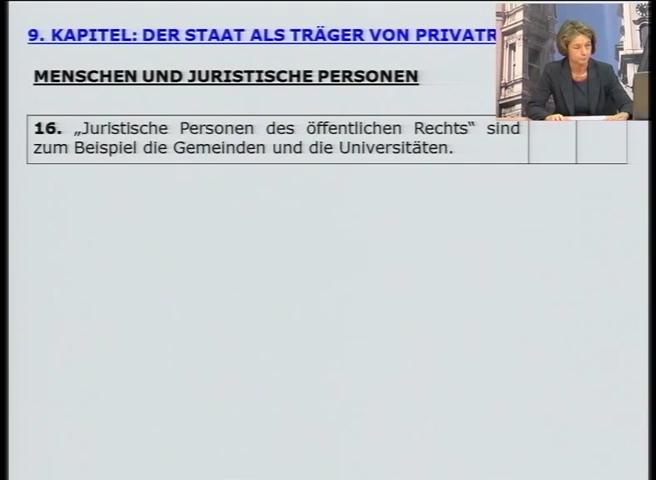 9. KAPITEL: DER STAAT ALS TRÄGER VON PRIVATR
MENSCHEN UND JURISTISCHE PERSONEN
16. „Juristische Personen des öffentlichen Rechts“ sind
zum Beispiel die Gemeinden und die Universitäten.